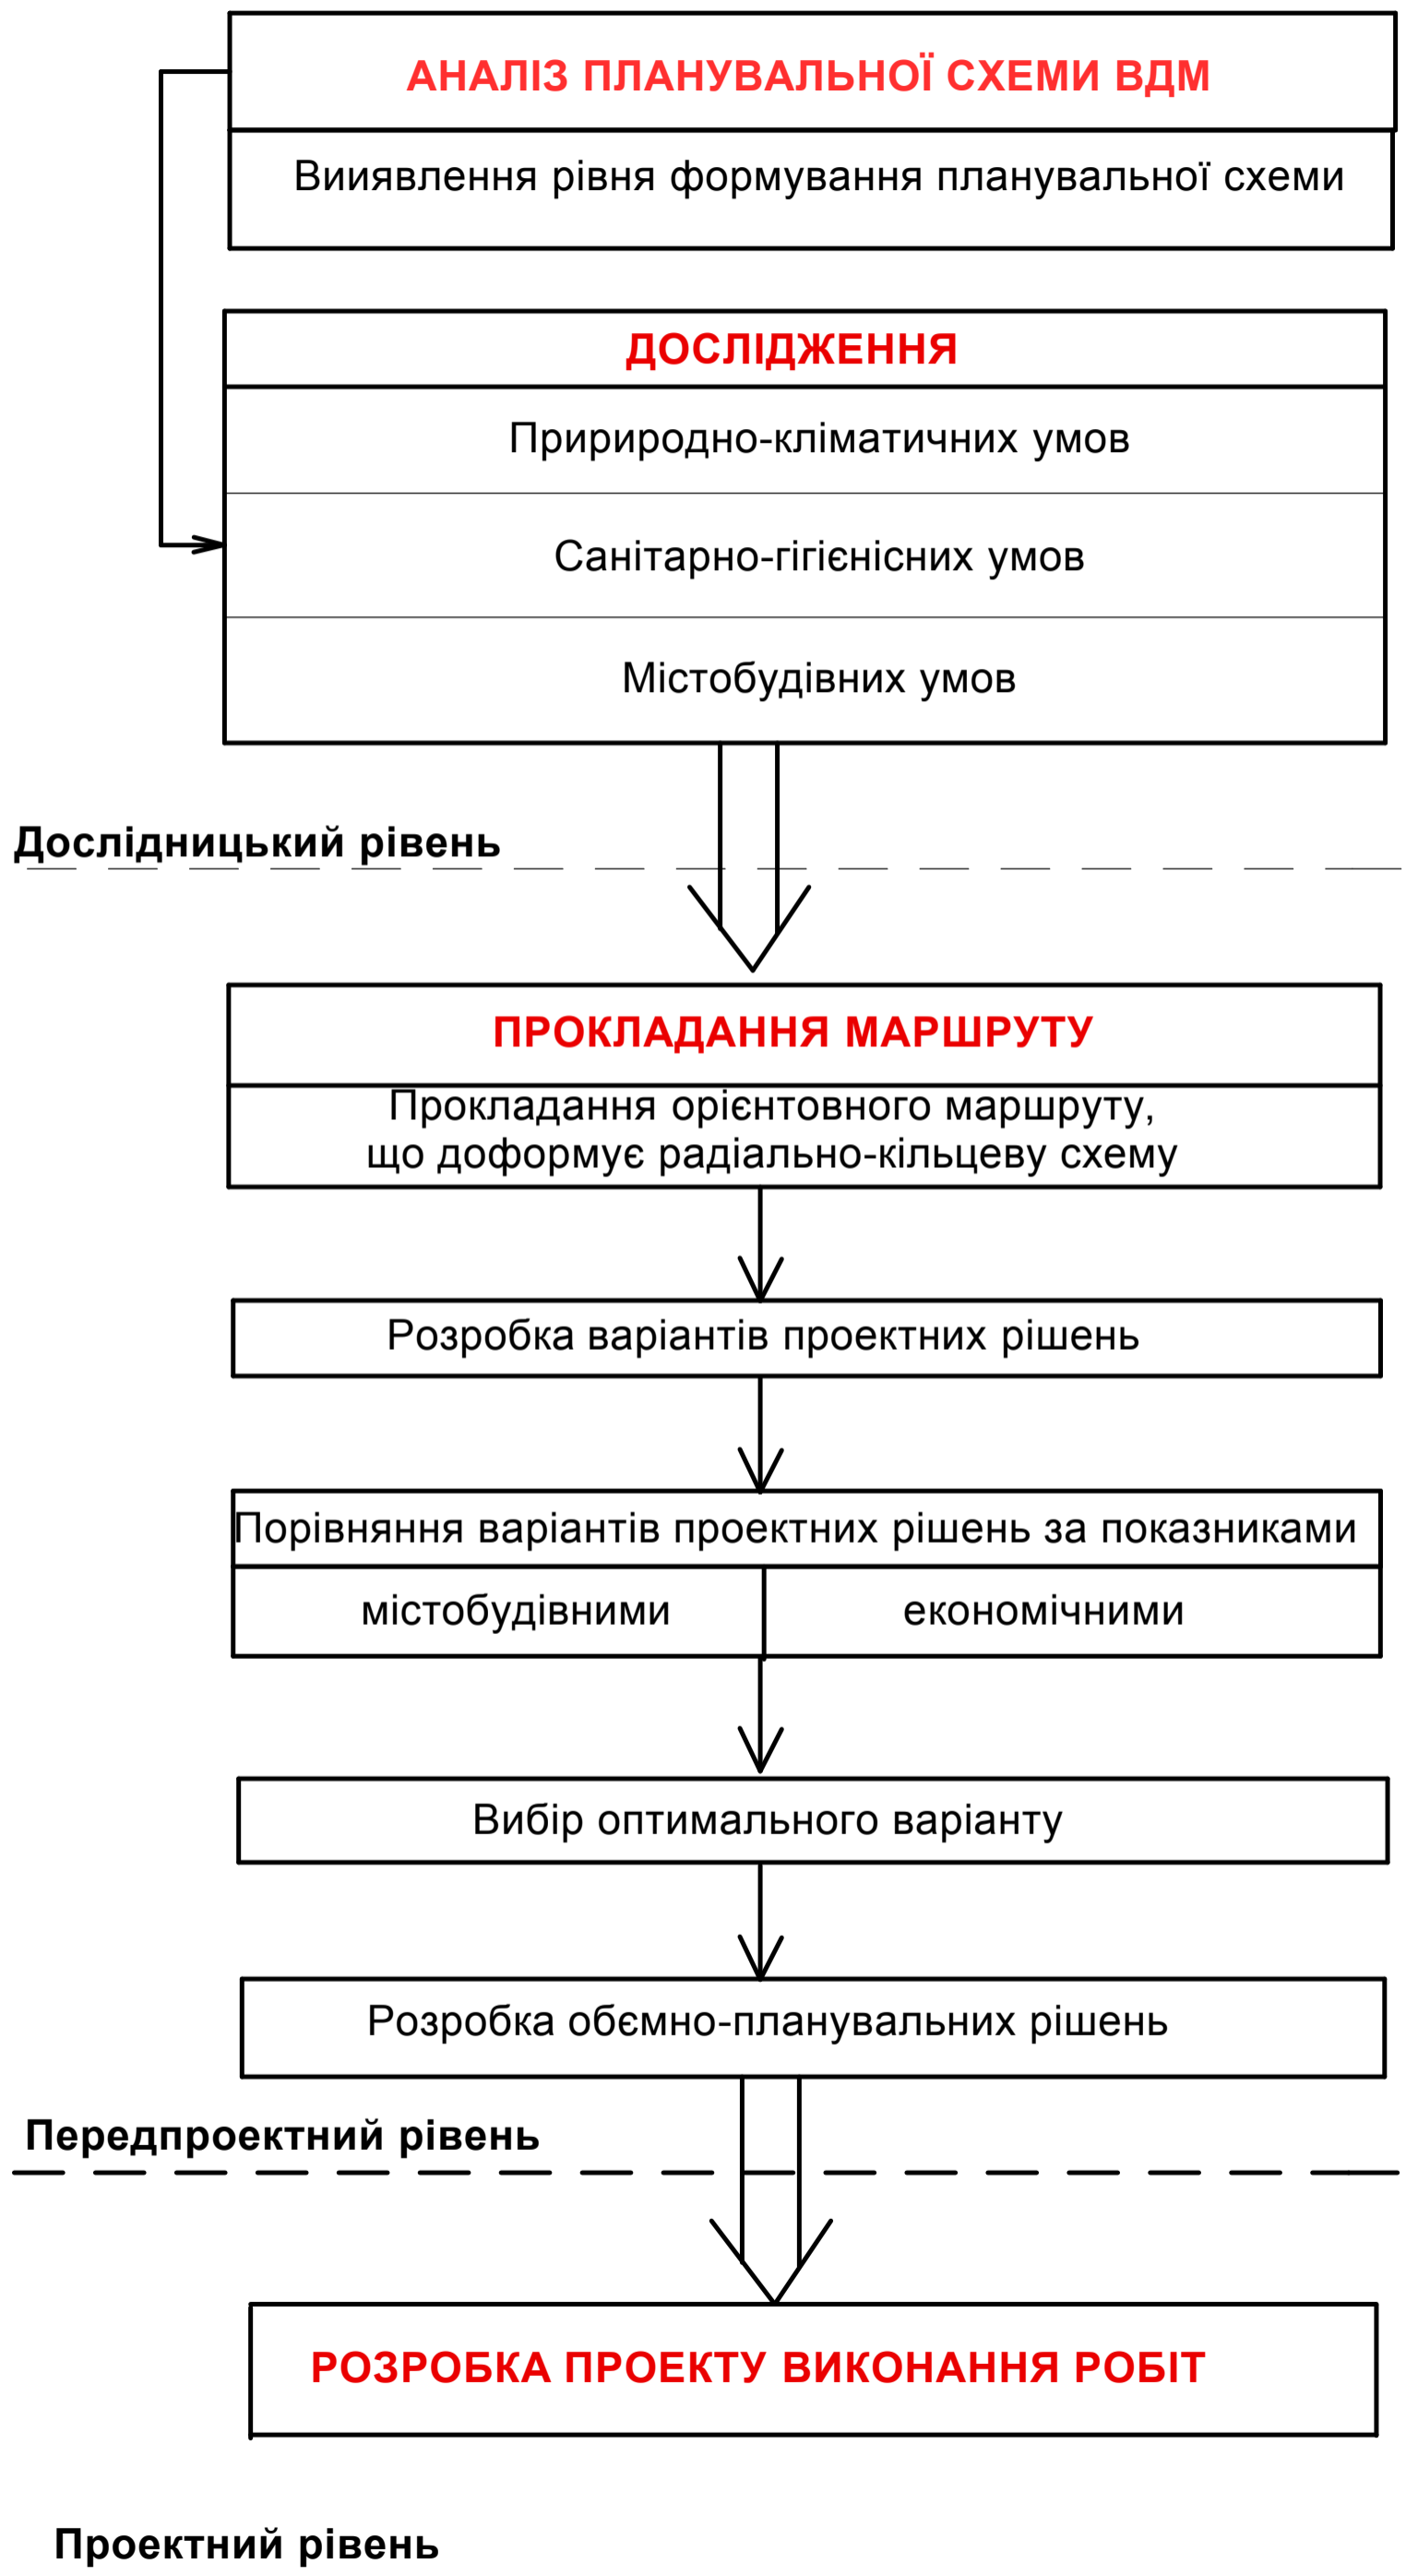 АНАЛІЗ ПЛАНУВАЛЬНОЇ СХЕМИ ВДМ
Вииявлення рівня формування планувальної схеми
ДОСЛІДЖЕННЯ
Пририродно-кліматичних умов
Санітарно-гігієнісних умов
Містобудівних умов
Дослідницький рівень
ПРОКЛАДАННЯ МАРШРУТУ
Прокладання орієнтовного маршруту,
що доформує радіально-кільцеву схему
Розробка варіантів проектних рішень
Порівняння варіантів проектних рішень за показниками
містобудівними
економічними
Вибір оптимального варіанту
Розробка обємно-планувальних рішень
Передпроектний рівень
РОЗРОБКА ПРОЕКТУ ВИКОНАННЯ РОБІТ
Проектний рівень